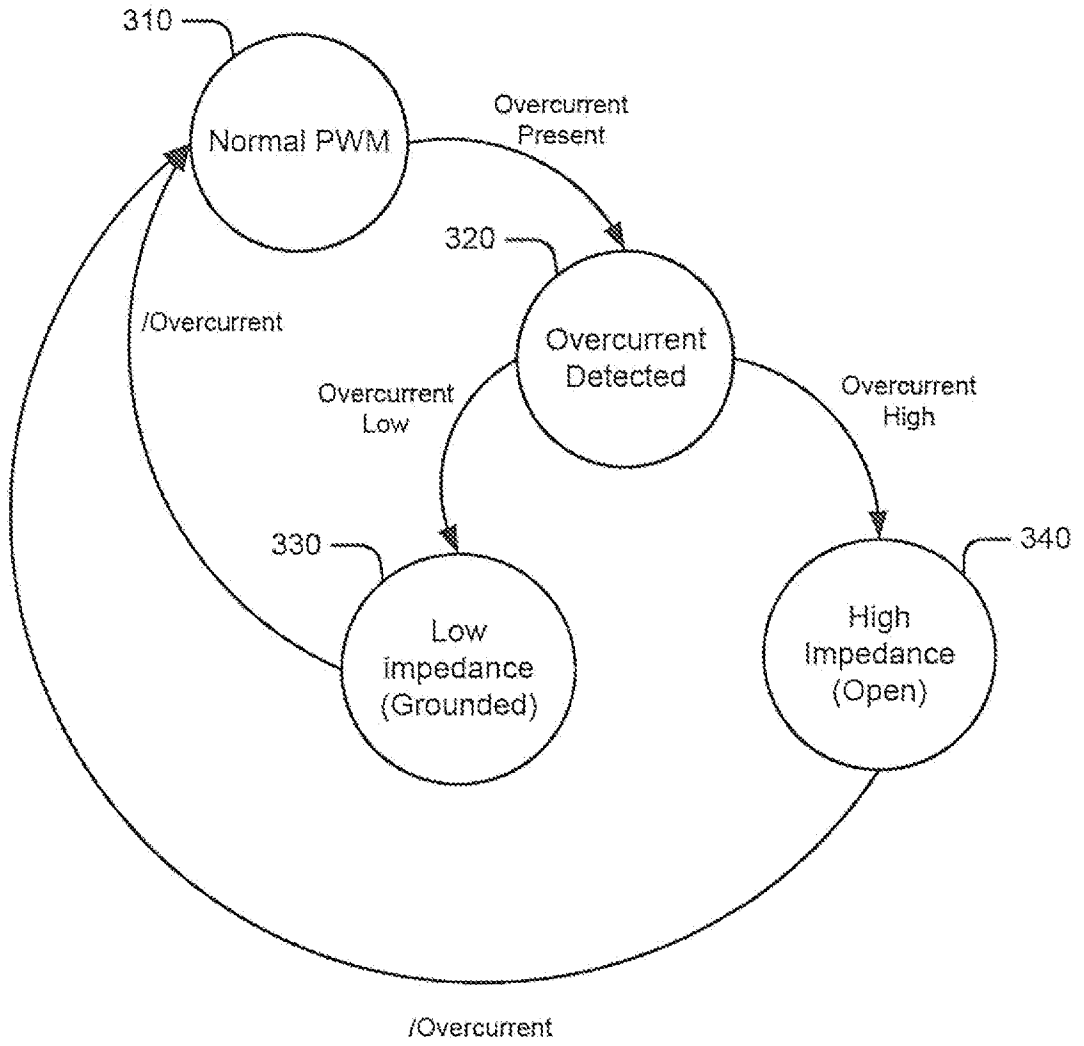 310
Normal PWM
Overcurrent
Present
320
Overcurrent
Detected
/Overcurrent
Overcurrent
Low
Overcurrent
High
330
Low
impedance
(Grounded)
340
High
Impedance
(Open)
/Overcurrent